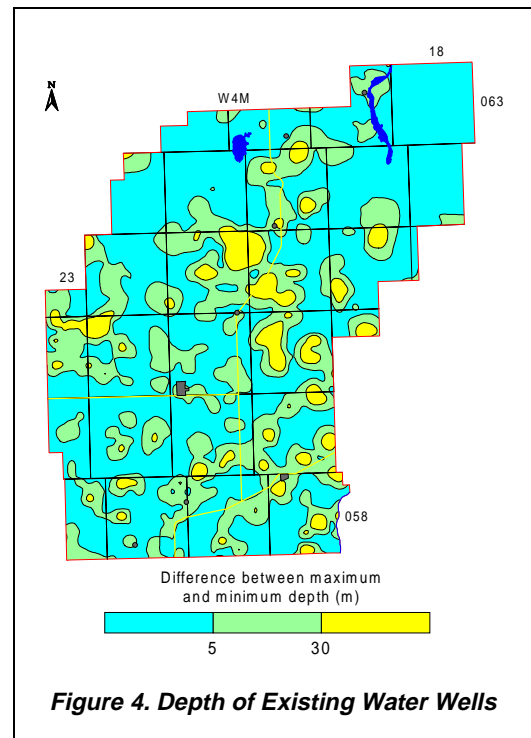 18
W4M
N
063
23
058
Difference between maximum
and minimum depth (m)
5 30
Figure 4. Depth of Existing Water Wells